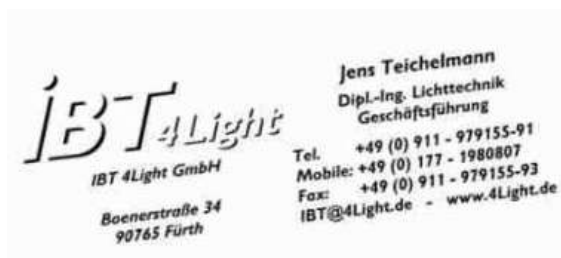 iBT 4Light
IBT 4Light GmbH
Boenerstraße 34
90765 Fürth
Jens Teichelmann
Dipl.-Ing. Lichttechnik
Geschäftsführung
Tel. +49 (0) 911 - 979155-91
Mobile: +49 (0) 177 - 1980807
Fax: +49 (0) 911 - 979155-93
IBT@4Light.de - www.4Light.de